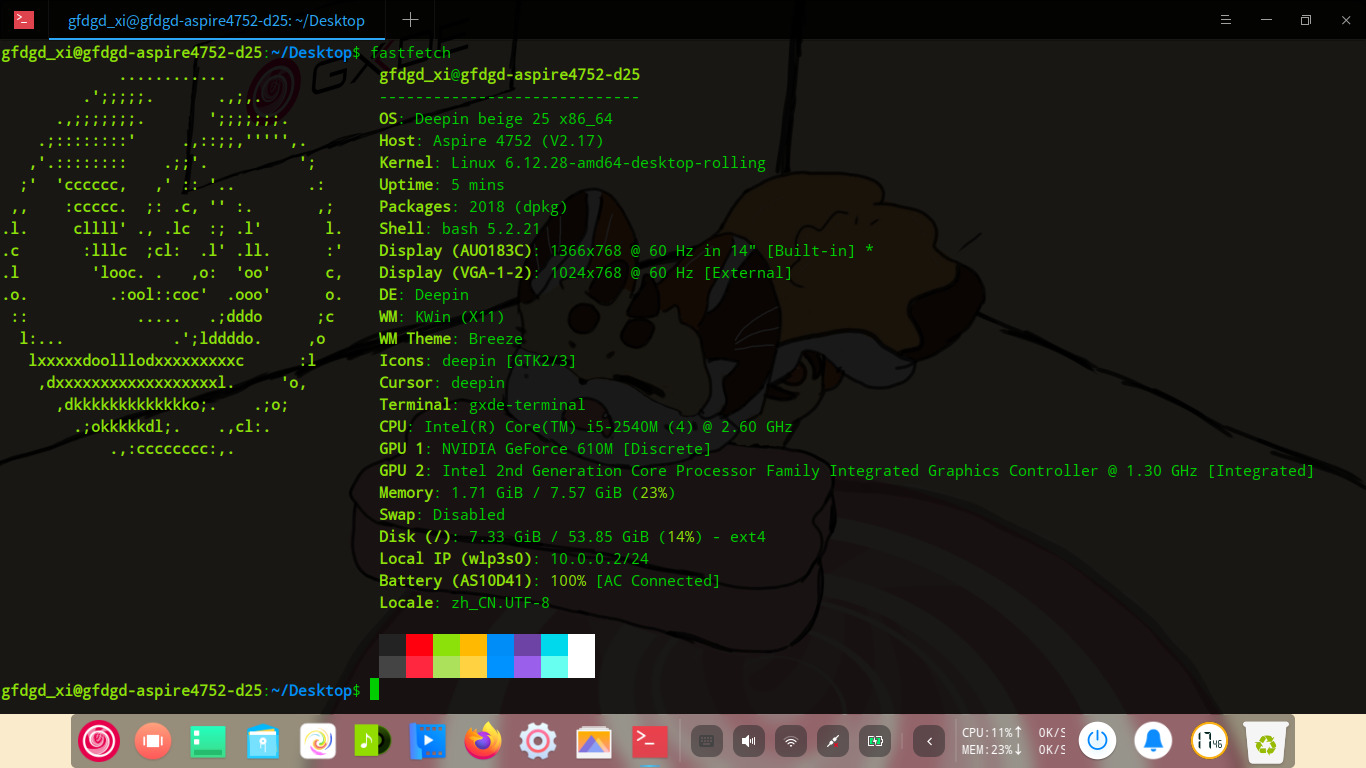 gfdgd_xi@gfdgd-aspire4752-d25: ~/Desktop
gfdgd_xi@gfdgd-aspire4752-d25:~/Desktop$ fastfetch
gfdgd_xi@gfdgd-aspire4752-d25
-----------------------------
OS: Deepin beige 25 x86_64
Host: Aspire 4752 (V2.17)
Kernel: Linux 6.12.28-amd64-desktop-rolling
Uptime: 5 mins
Packages: 2018 (dpkg)
Shell: bash 5.2.21
Display (AUO183C): 1366x768 @ 60 Hz in 14" [Built-in] *
Display (VGA-1-2): 1024x768 @ 60 Hz [External]
DE: Deepin
WM: KWin (X11)
WM Theme: Breeze
Icons: deepin [GTK2/3]
Cursor: deepin
Terminal: gxde-terminal
CPU: Intel(R) Core(TM) i5-2540M (4) @ 2.60 GHz
GPU 1: NVIDIA GeForce 610M [Discrete]
GPU 2: Intel 2nd Generation Core Processor Family Integrated Graphics Controller @ 1.30 GHz [Integrated]
Memory: 1.71 GiB / 7.57 GiB (23%)
Swap: Disabled
Disk (/): 7.33 GiB / 53.85 GiB (14%) - ext4
Local IP (wlp3s0): 10.0.0.2/24
Battery (AS10D41): 100% [AC Connected]
Locale: zh_CN.UTF-8
gfdgd_xi@gfdgd-aspire4752-d25:~/Desktop$
CPU:11%↑ 0K/S
MEM:23%↓ 0K/S
17 46